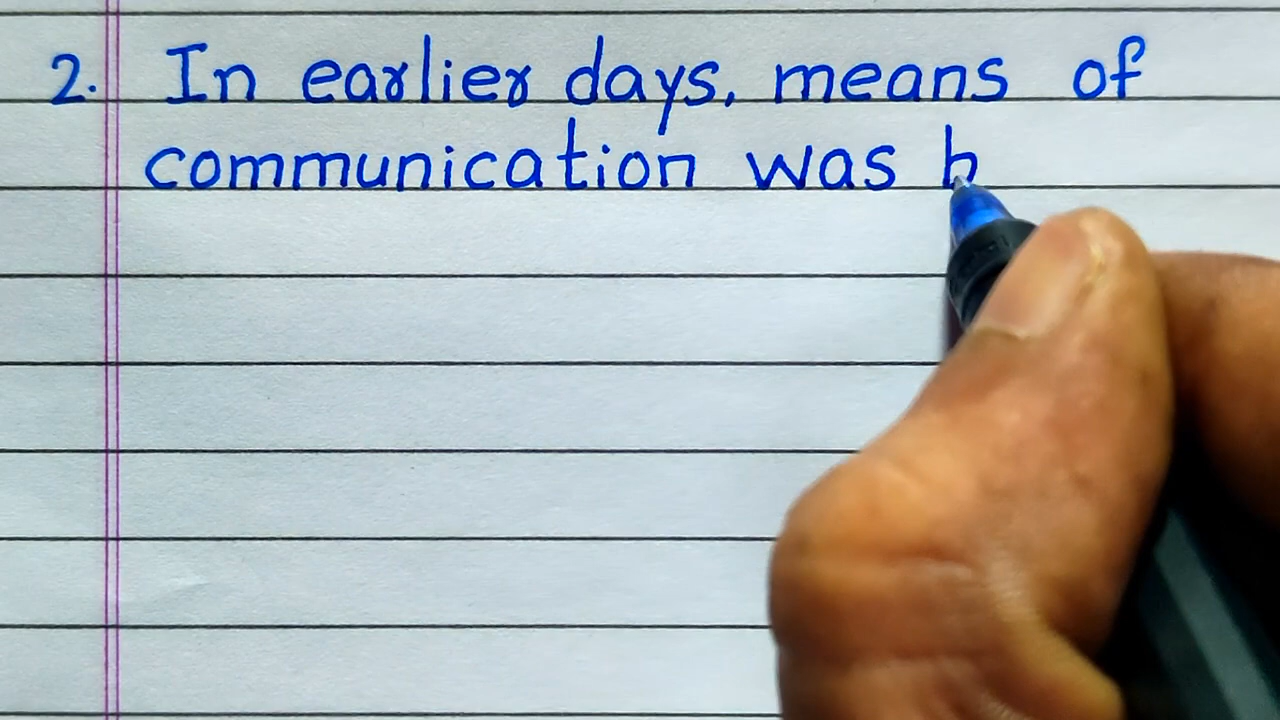 2. In earlier days, means of
communication was